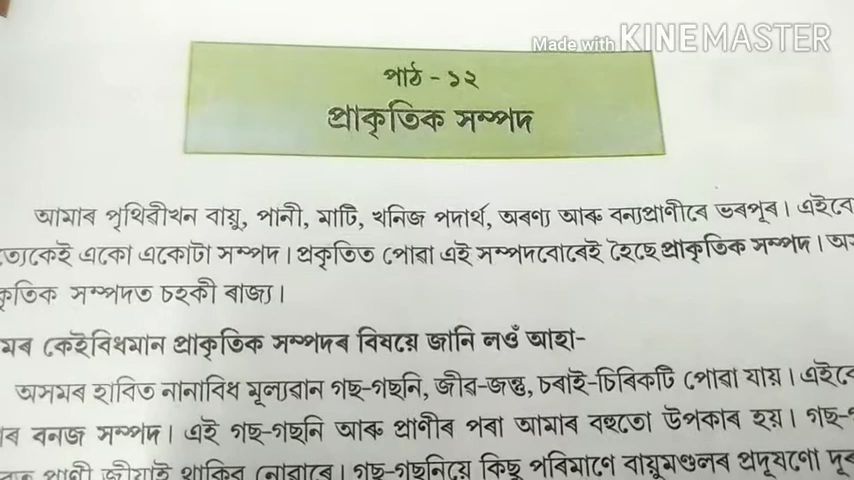 Made with KINEMASTER
পাঠ - ১২
প্ৰাকৃতিক সম্পদ
আমাৰ পৃথিৱীখন বায়ু, পানী, মাটি, খনিজ পদাৰ্থ, অৰণ্য আৰু বন্যপ্ৰাণীৰে ভৰপূৰ। এইবো
ত্যেকেই একো একোটা সম্পদ। প্ৰকৃতিত পোৱা এই সম্পদবোৰেই হৈছে প্ৰাকৃতিক সম্পদ।
কৃতিক সম্পদত চহকী ৰাজ্য।
মৰ কেইবিধমান প্ৰাকৃতিক সম্পদৰ বিষয়ে জানি লওঁ আহা-
অসমৰ হাবিত নানাবিধ মূল্যৱান গছ-গছনি, জীৱ-জন্তু, চৰাই-চিৰিকটি পোৱা যায়। এইবে
ৰ বনজ সম্পদ। এই গছ-গছনি আৰু প্ৰাণীৰ পৰা আমাৰ বহুতো উপকাৰ হয়। গছ-
পানী জীয়াই থাকিব নোৱাৰে। গছ-গছনিয়ে কিছু পৰিমাণে বায়ুমণ্ডলৰ প্ৰদূষণো দূৰ